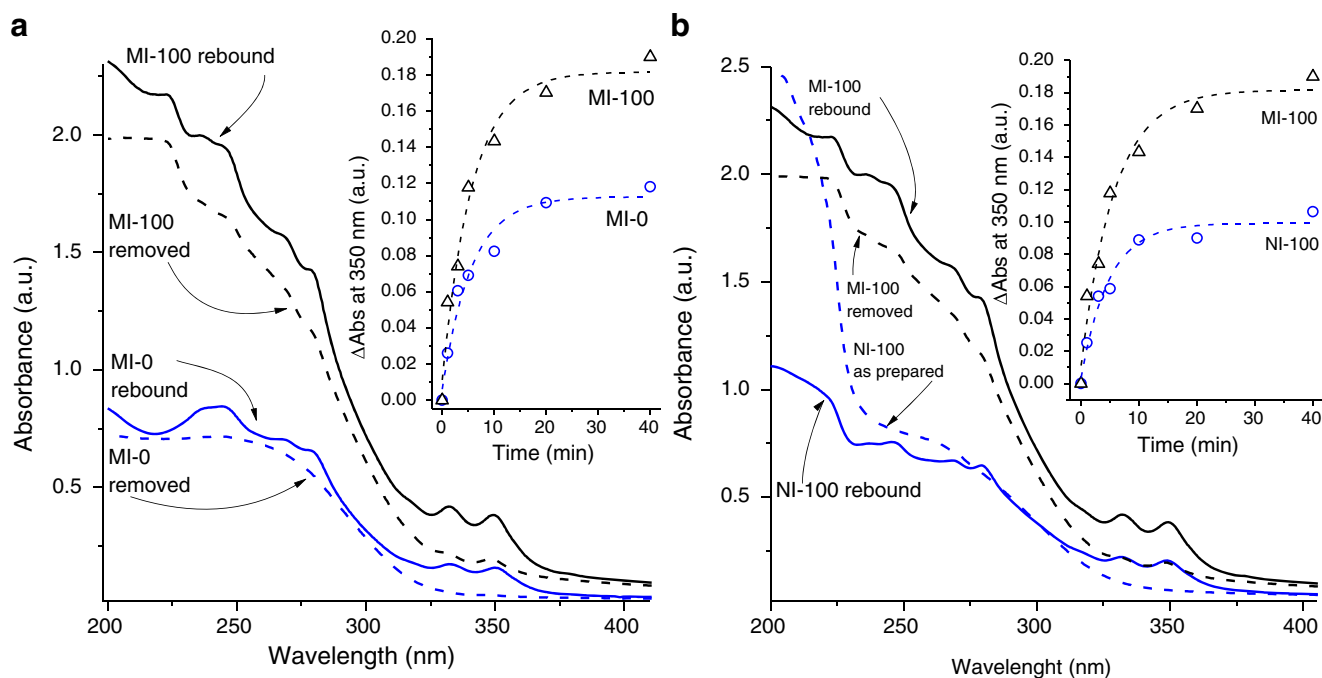 a
MI-100 rebound
MI-100
removed
MI-0
rebound
MI-0
removed
Absorbance (a.u.)
2.0
1.5
1.0
0.5
200
250
300
350
400
Wavelength (nm)
ΔAbs at 350 nm (a.u.)
0.20
0.18
0.16
0.14
0.12
0.10
0.08
0.06
0.04
0.02
0.00
MI-100
MI-0
0
10
20
30
40
Time (min)
b
MI-100
rebound
MI-100
removed
NI-100
as prepared
NI-100 rebound
Absorbance (a.u.)
2.5
2.0
1.5
1.0
0.5
200
250
300
350
400
Wavelenght (nm)
ΔAbs at 350 nm (a.u.)
0.20
0.18
0.16
0.14
0.12
0.10
0.08
0.06
0.04
0.02
0.00
MI-100
NI-100
0
10
20
30
40
Time (min)